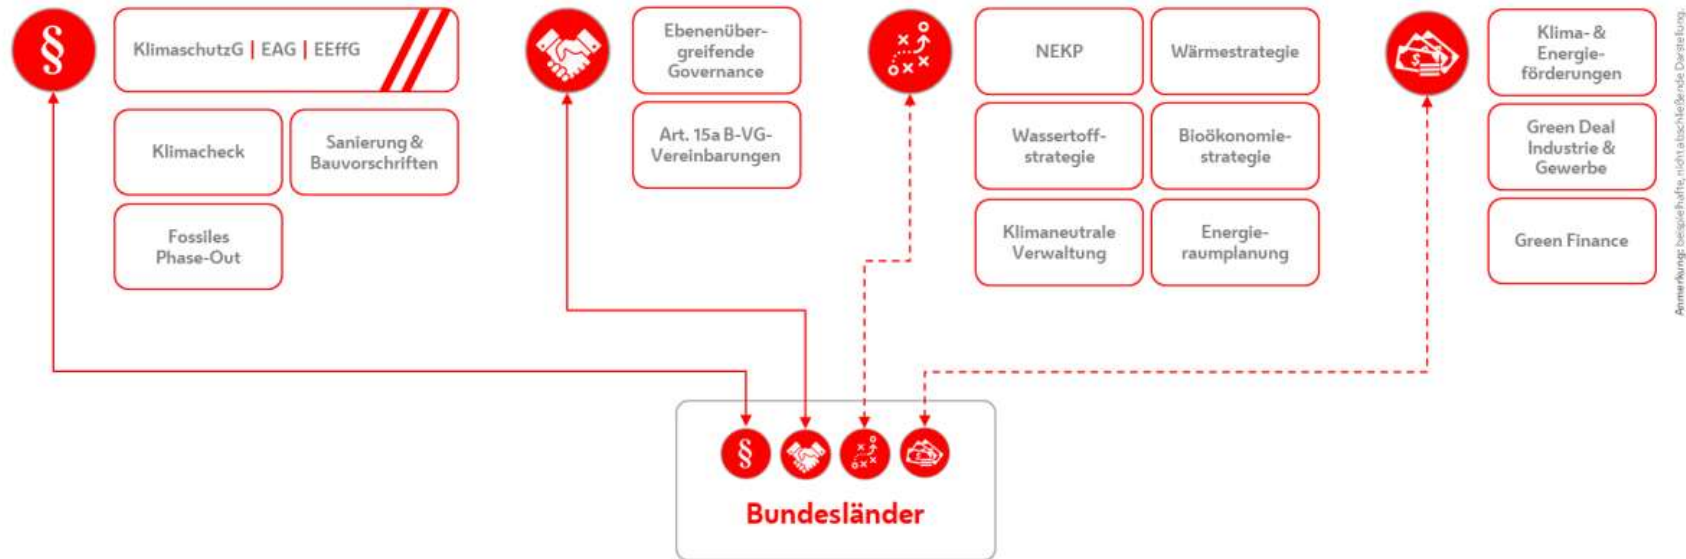 §
KlimaschutzG | EAG | EEffG
Klimacheck
Sanierung &
Bauvorschriften
Fossiles
Phase-Out
Ebenenüber-
greifende
Governance
Art. 15a B-VG-
Vereinbarungen
NEKP
Wärmestrategie
Wassertoff-
strategie
Bioökonomie-
strategie
Klimaneutrale
Verwaltung
Energie-
raumplanung
Klima- &
Energie-
förderungen
Green Deal
Industrie &
Gewerbe
Green Finance
Anmerkung: beispielhafte, nicht abschließende Darstellung.
§
Bundesländer